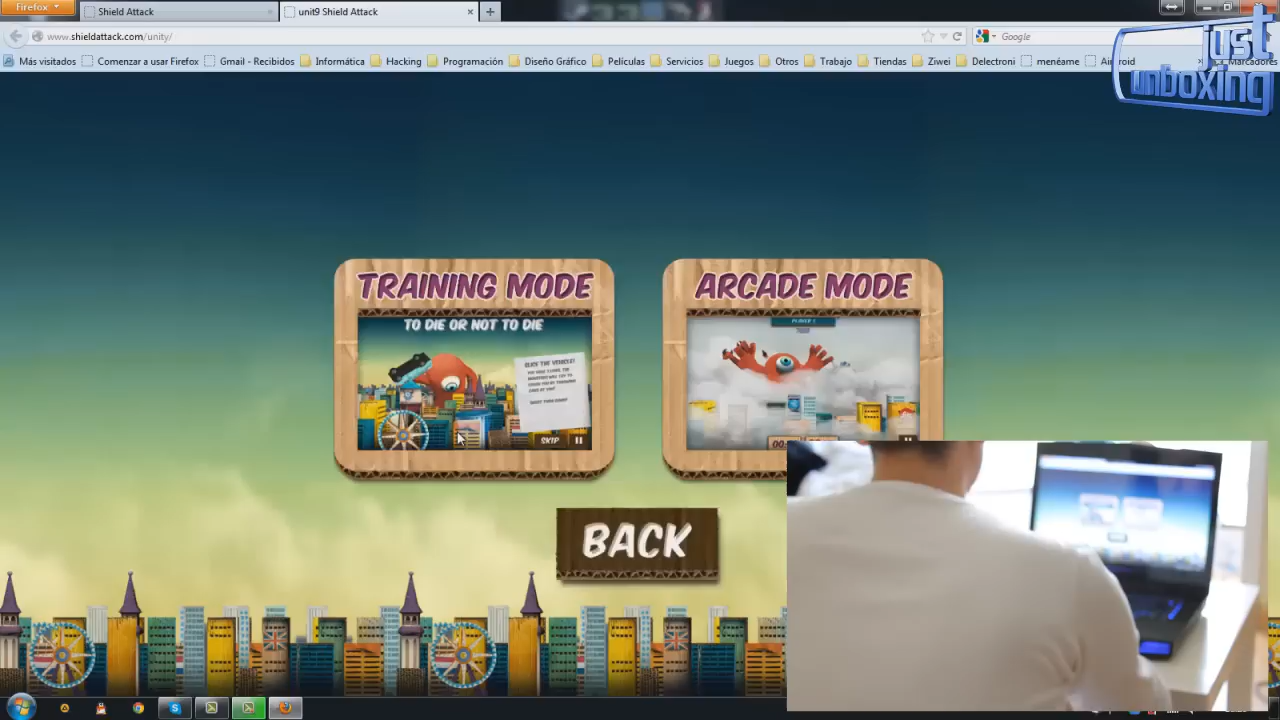 Firefox
Shield Attack
unit9 Shield Attack
www.shieldattack.com/unity/
Google
Más visitados Comenzar a usar Firefox Gmail - Recibidos Informática Hacking Programación Diseño Gráfico Películas Servicios Juegos Otros Trabajo Tiendas Ziwei Delectroni menéame Marcadores
just unboxing
TRAINING MODE
ARCADE MODE
TO DIE OR NOT TO DIE
SKIP
BACK